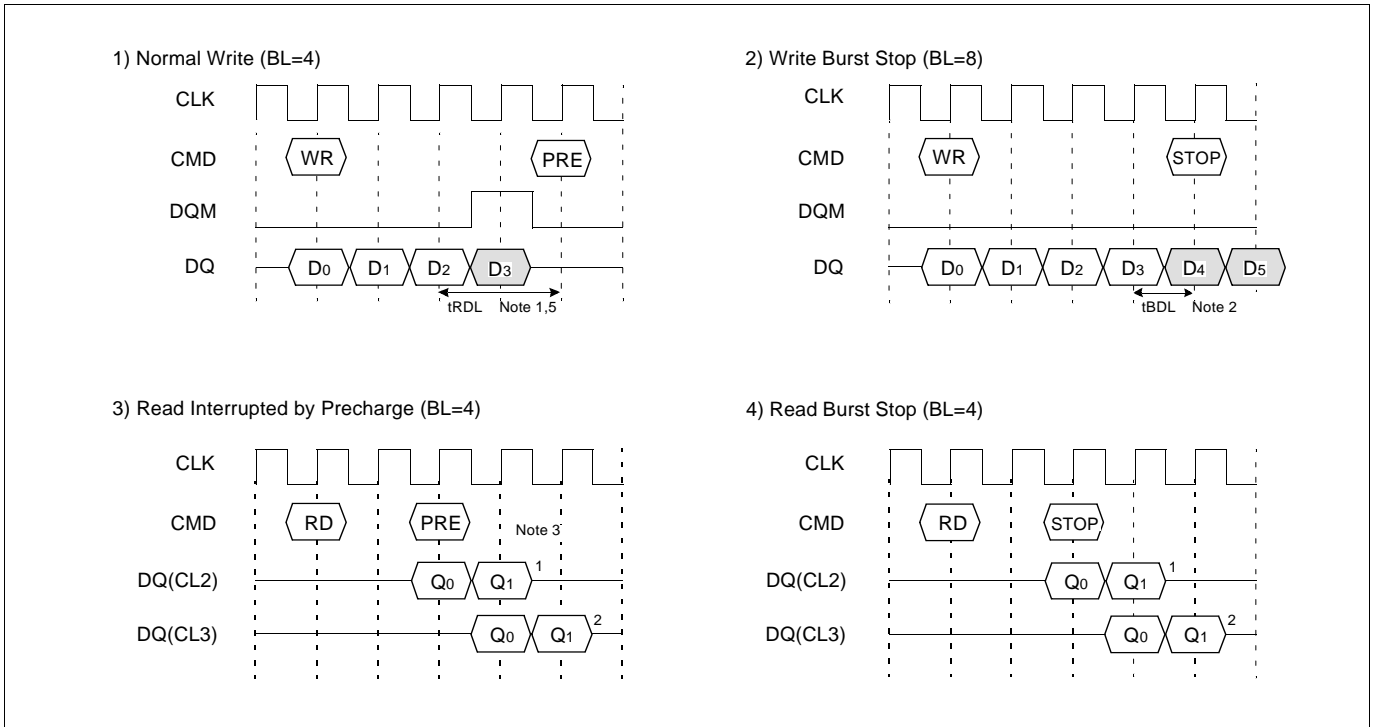 1) Normal Write (BL=4)
CLK
CMD WR PRE
DQM
DQ D0 D1 D2 D3
tRDL Note 1,5
2) Write Burst Stop (BL=8)
CLK
CMD WR STOP
DQM
DQ D0 D1 D2 D3 D4 D5
tBDL Note 2
3) Read Interrupted by Precharge (BL=4)
CLK
CMD RD PRE Note 3
DQ(CL2) Q0 Q1 1
DQ(CL3) Q0 Q1 2
4) Read Burst Stop (BL=4)
CLK
CMD RD STOP
DQ(CL2) Q0 Q1 1
DQ(CL3) Q0 Q1 2